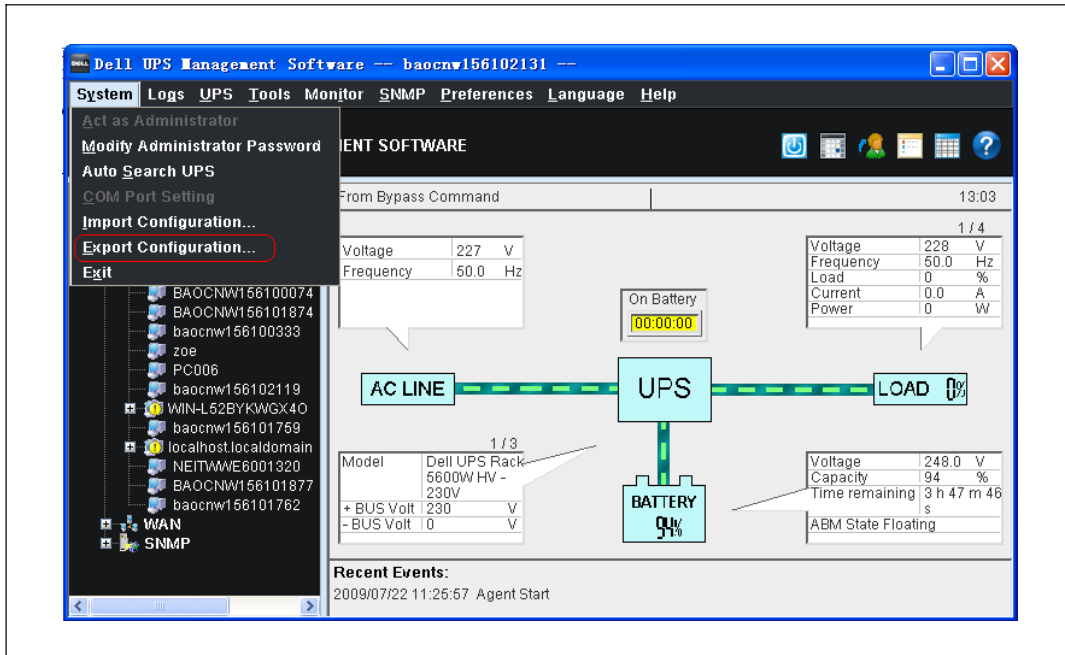 DELL Dell UPS Management Software -- baocnw156102131 --
System Logs UPS Tools Monitor SNMP Preferences Language Help
Act as Administrator
Modify Administrator Password
Auto Search UPS
COM Port Setting
Import Configuration...
Export Configuration...
Exit
IENT SOFTWARE
From Bypass Command
13:03
BAOCNW156100074
BAOCNW156101874
baocnw156100333
zoe
PC006
baocnw156102119
WIN-L52BYKWGX4O
baocnw156101759
localhost.localdomain
NEITWWE6001320
BAOCNW156101877
baocnw156101762
WAN
SNMP
Voltage 227 V
Frequency 50.0 Hz
1 / 4
Voltage 228 V
Frequency 50.0 Hz
Load 0 %
Current 0.0 A
Power 0 W
On Battery
00:00:00
AC LINE
UPS
LOAD 0%
1 / 3
Model Dell UPS Rack
5600W HV -
230V
+ BUS Volt 230 V
- BUS Volt 0 V
BATTERY
94%
Voltage 248.0 V
Capacity 94 %
Time remaining 3 h 47 m 46
s
ABM State Floating
Recent Events:
2009/07/22 11:25:57 Agent Start